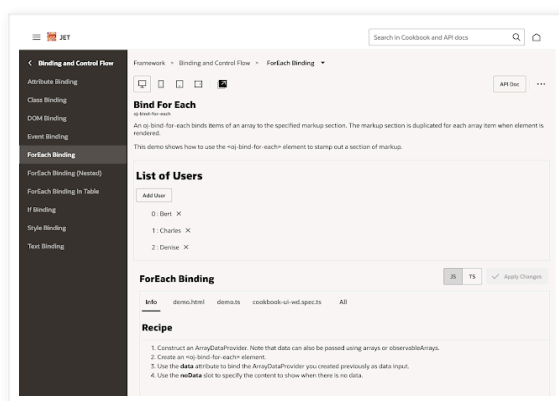 JET
Search in Cookbook and API docs
Binding and Control Flow
Attribute Binding
Class Binding
DOM Binding
Event Binding
ForEach Binding
ForEach Binding (Nested)
ForEach Binding In Table
If Binding
Style Binding
Text Binding
Framework Binding and Control Flow ForEach Binding
API Doc
Bind For Each
oj-bind-for-each
An oj-bind-for-each binds items of an array to the specified markup section. The markup section is duplicated for each array item when element is
rendered.
This demo shows how to use the <oj-bind-for-each> element to stamp out a section of markup.
List of Users
Add User
0 : Bert
1 : Charles
2 : Denise
ForEach Binding
JS TS Apply Changes
Info demo.html demo.ts cookbook-ui-wd.spec.ts All
Recipe
1. Construct an ArrayDataProvider. Note that data can also be passed using arrays or observableArrays.
2. Create an <oj-bind-for-each> element.
3. Use the data attribute to bind the ArrayDataProvider you created previously as data input.
4. Use the noData slot to specify the content to show when there is no data.